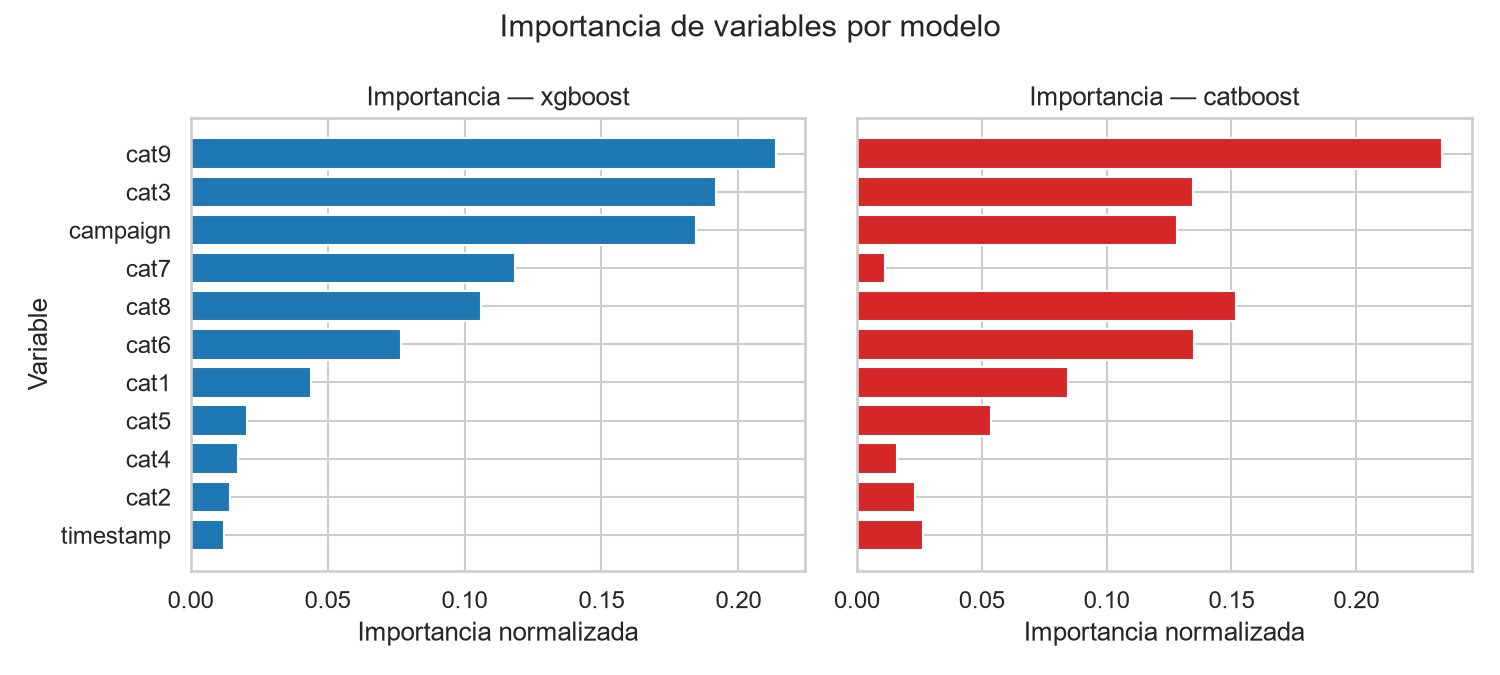 Importancia de variables por modelo
Importancia — xgboost
Importancia — catboost
Variable
cat9
cat3
campaign
cat7
cat8
cat6
cat1
cat5
cat4
cat2
timestamp
0.00 0.05 0.10 0.15 0.20
0.00 0.05 0.10 0.15 0.20
Importancia normalizada
Importancia normalizada